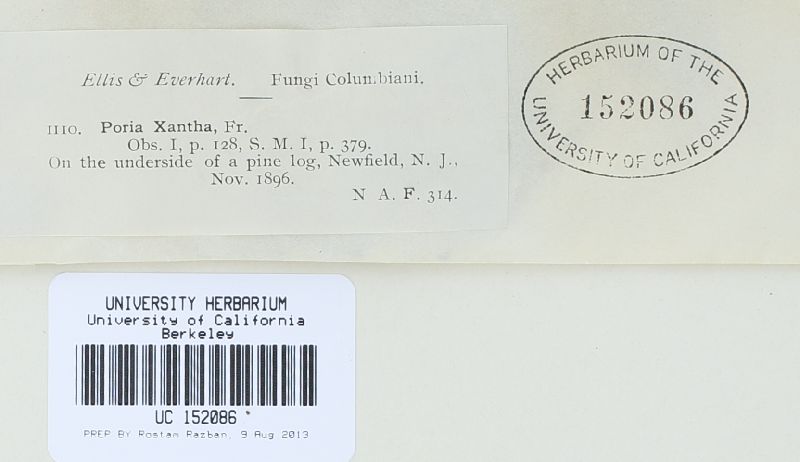 Ellis & Everhart. Fungi Columbiani.
1110. Poria Xantha, Fr.
Obs. I, p. 128, S. M. I, p. 379.
On the underside of a pine log, Newfield, N. J.,
Nov. 1896.
N A. F. 314.
HERBARIUM OF THE
152086
UNIVERSITY OF CALIFORNIA
UNIVERSITY HERBARIUM
University of California
Berkeley
UC 152086 *
PREP BY Rostam Razban, 9 Aug 2013